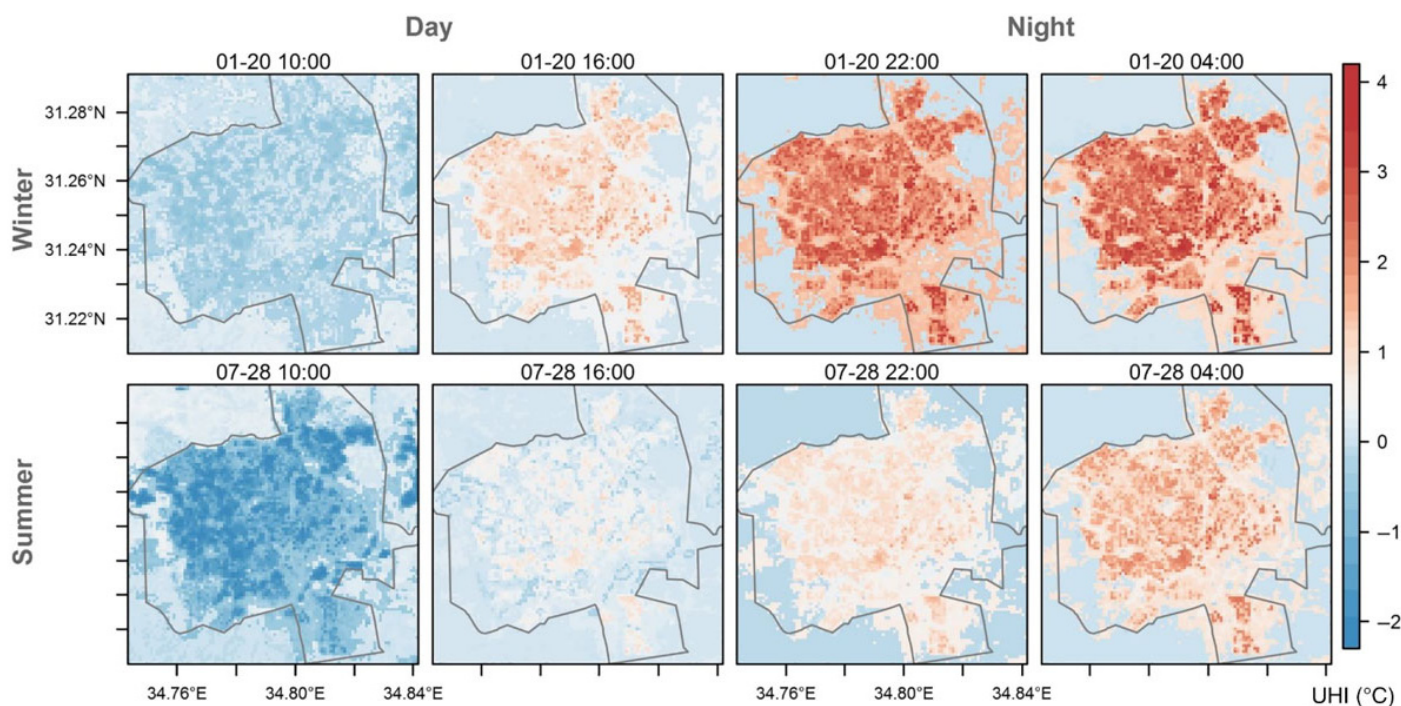 Day Night
01-20 10:00 01-20 16:00 01-20 22:00 01-20 04:00
Winter
31.28°N
31.26°N
31.24°N
31.22°N
07-28 10:00 07-28 16:00 07-28 22:00 07-28 04:00
Summer
34.76°E 34.80°E 34.84°E 34.76°E 34.80°E 34.84°E
4
3
2
1
0
−1
−2
UHI (°C)